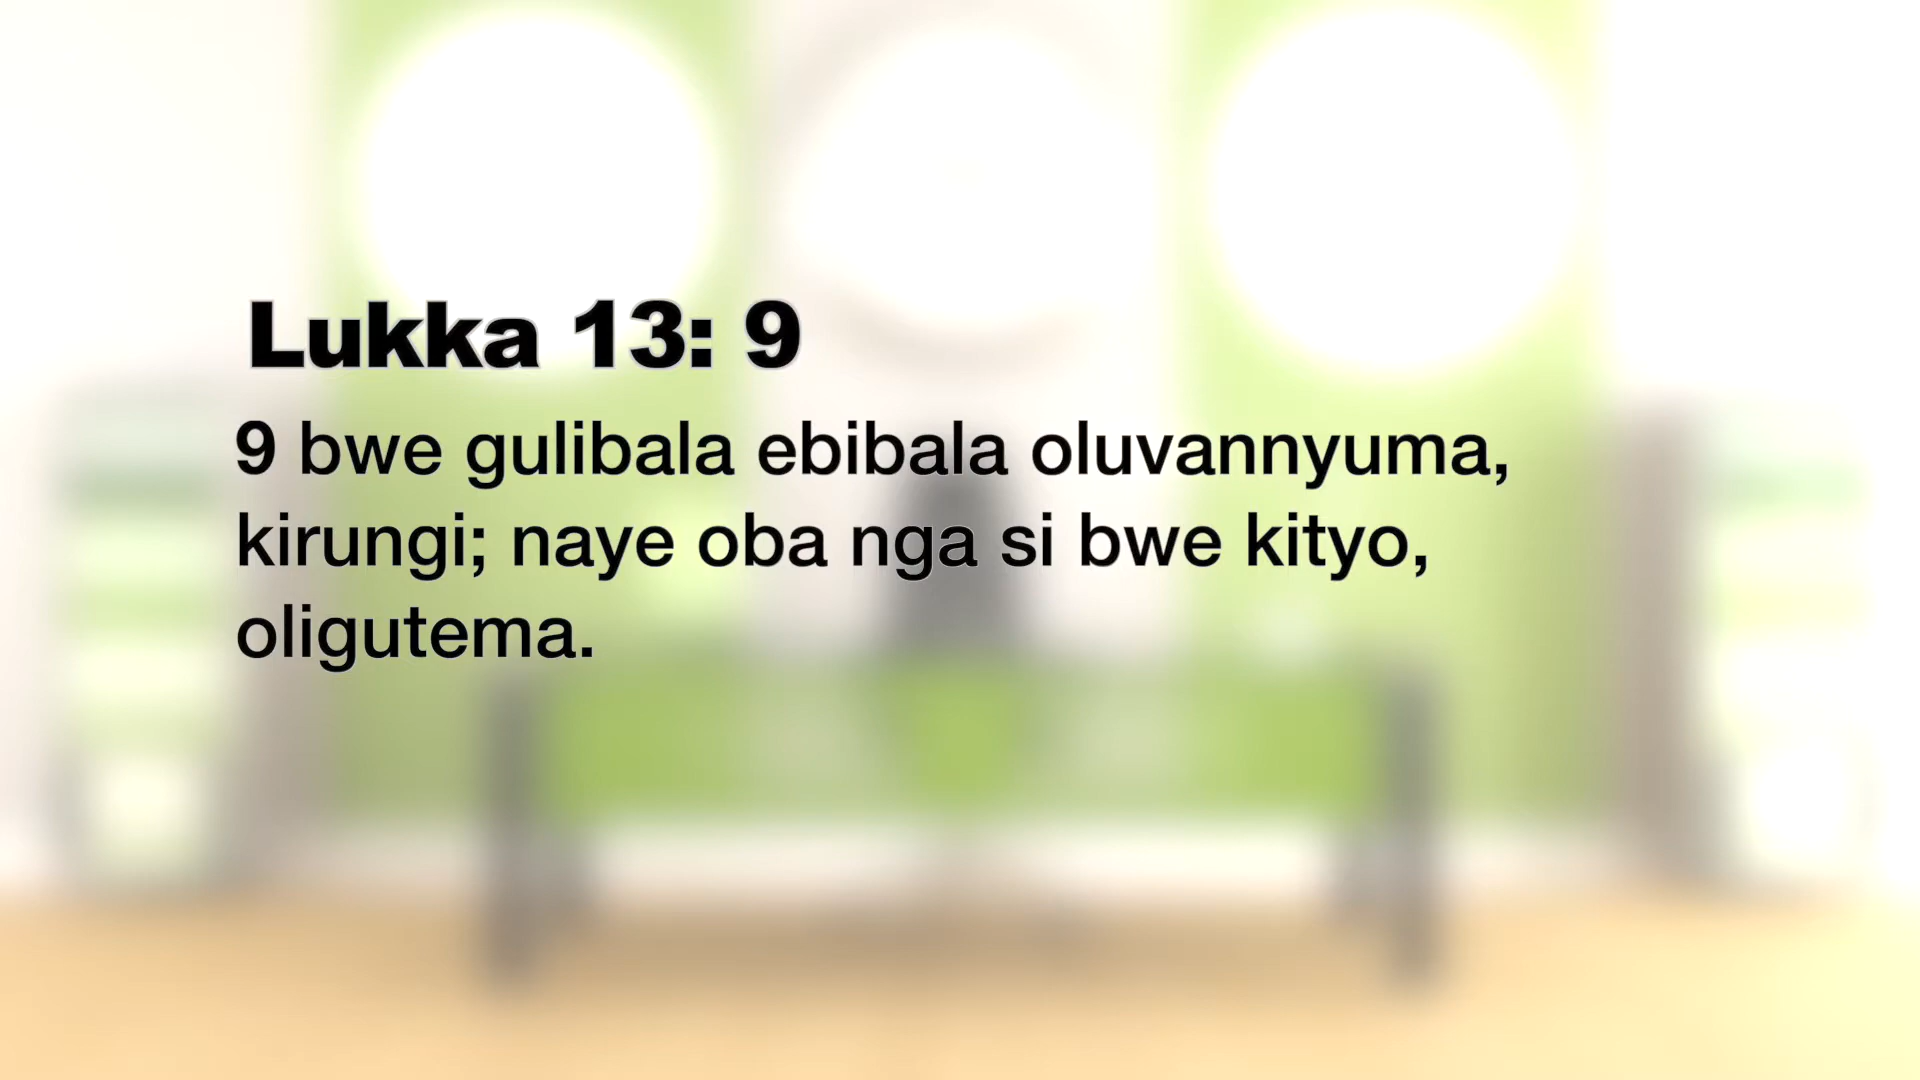 Lukka 13: 9
9 bwe gulibala ebibala oluvannyuma,
kirungi; naye oba nga si bwe kityo,
oligutema.